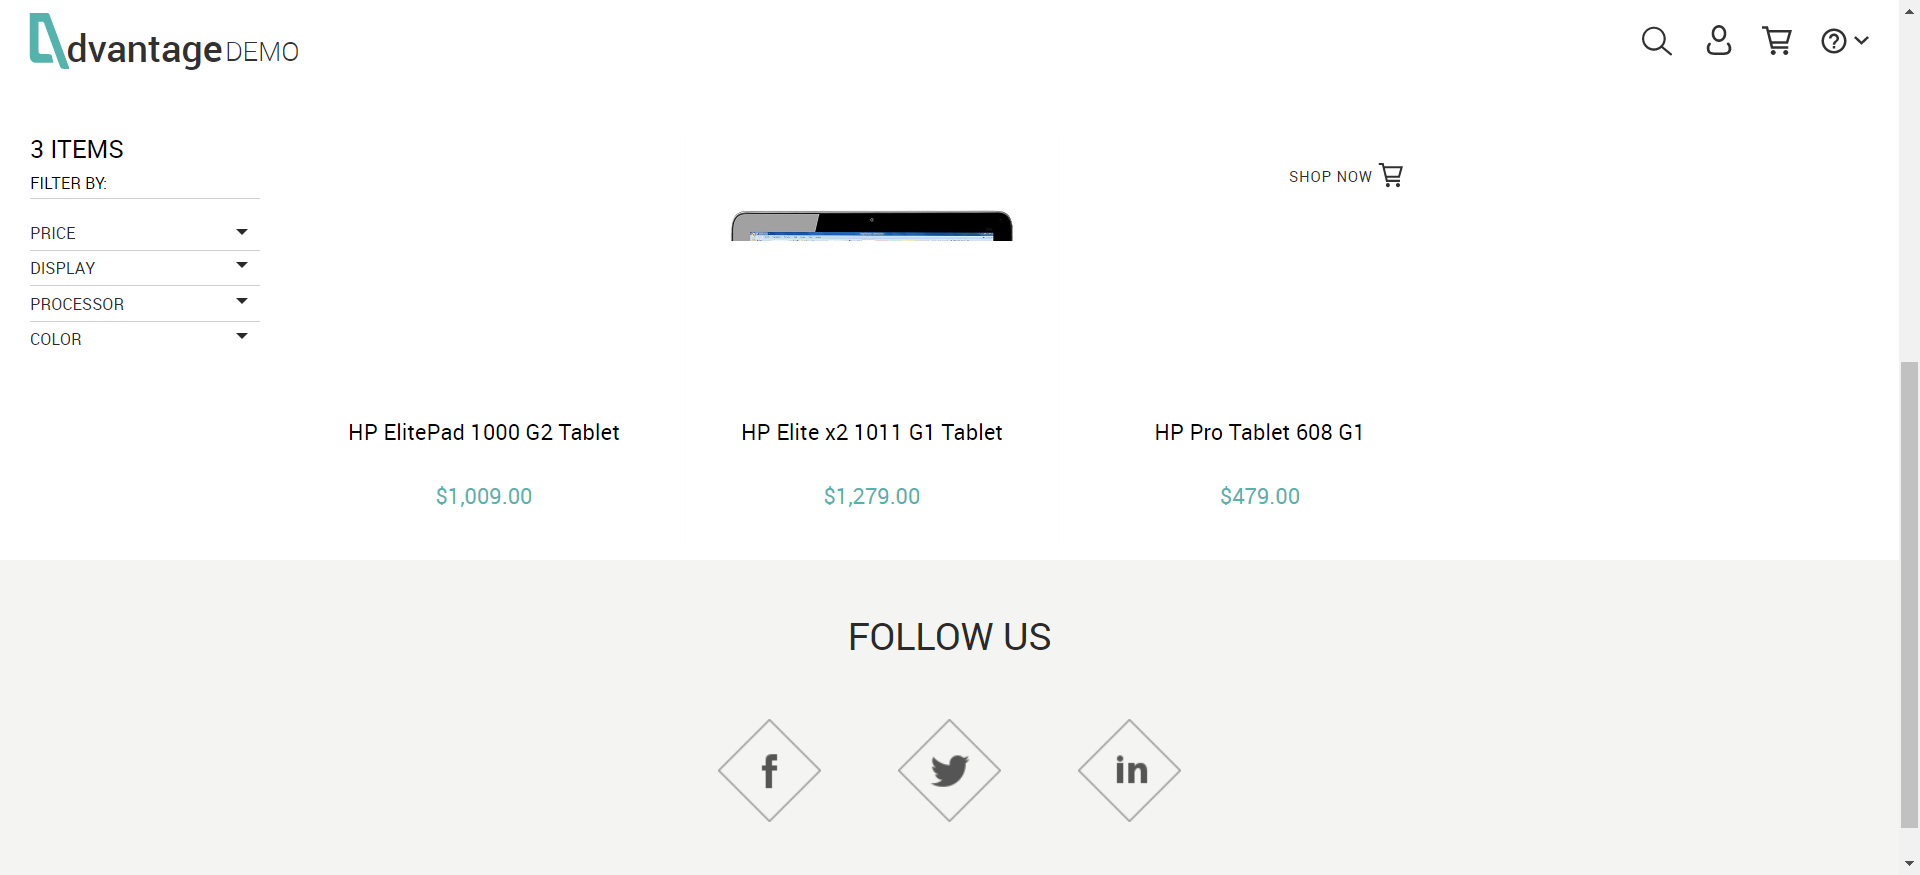 dvantage DEMO
3 ITEMS
FILTER BY:
PRICE
DISPLAY
PROCESSOR
COLOR
SHOP NOW
HP ElitePad 1000 G2 Tablet
$1,009.00
HP Elite x2 1011 G1 Tablet
$1,279.00
HP Pro Tablet 608 G1
$479.00
FOLLOW US
f
in